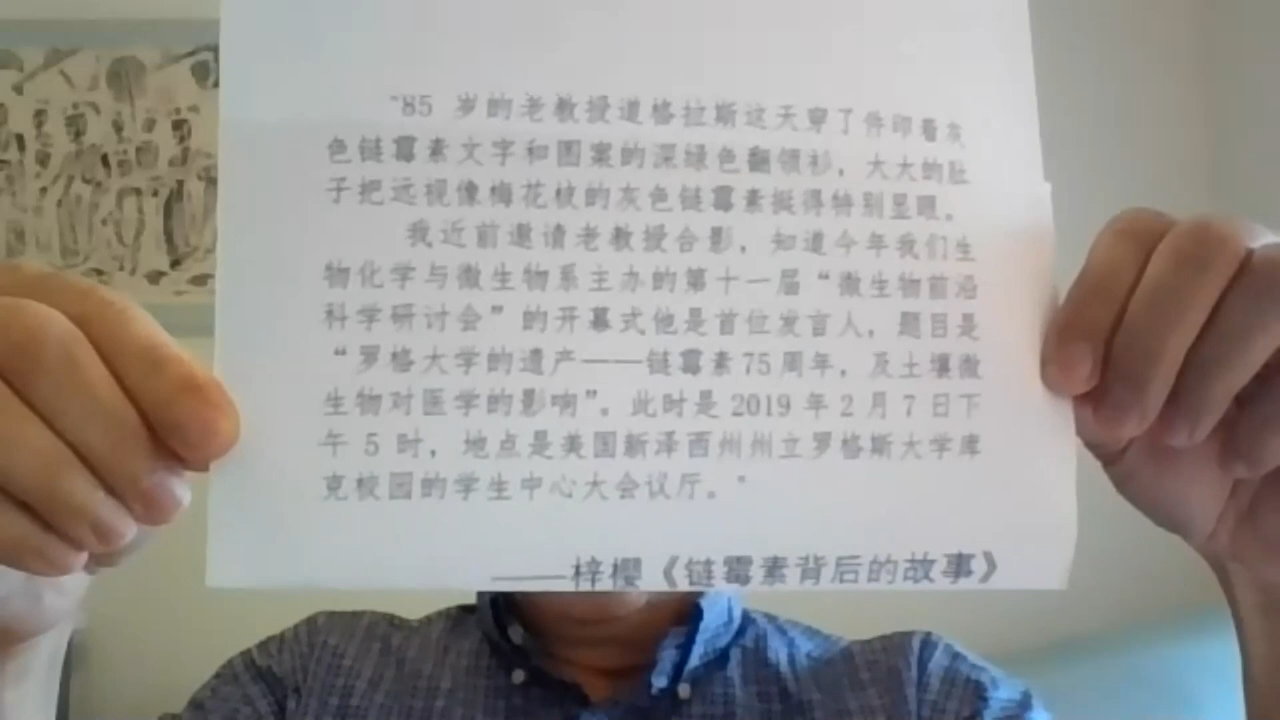 "85 岁的老教授道格拉斯这天穿了件印着灰
色链霉素文字和图案的深绿色翻领衫，大大的肚
子把远视像梅花枝的灰色链霉素挺得特别显眼。
我近前邀请老教授合影，知道今年我们生
物化学与微生物系主办的第十一届“微生物前沿
科学研讨会”的开幕式他是首位发言人，题目是
“罗格大学的遗产——链霉素75周年，及土壤微
生物对医学的影响”。此时是 2019 年 2 月 7 日下
午 5 时，地点是美国新泽西州州立罗格斯大学库
克校园的学生中心大会议厅。"
——梓樱《链霉素背后的故事》